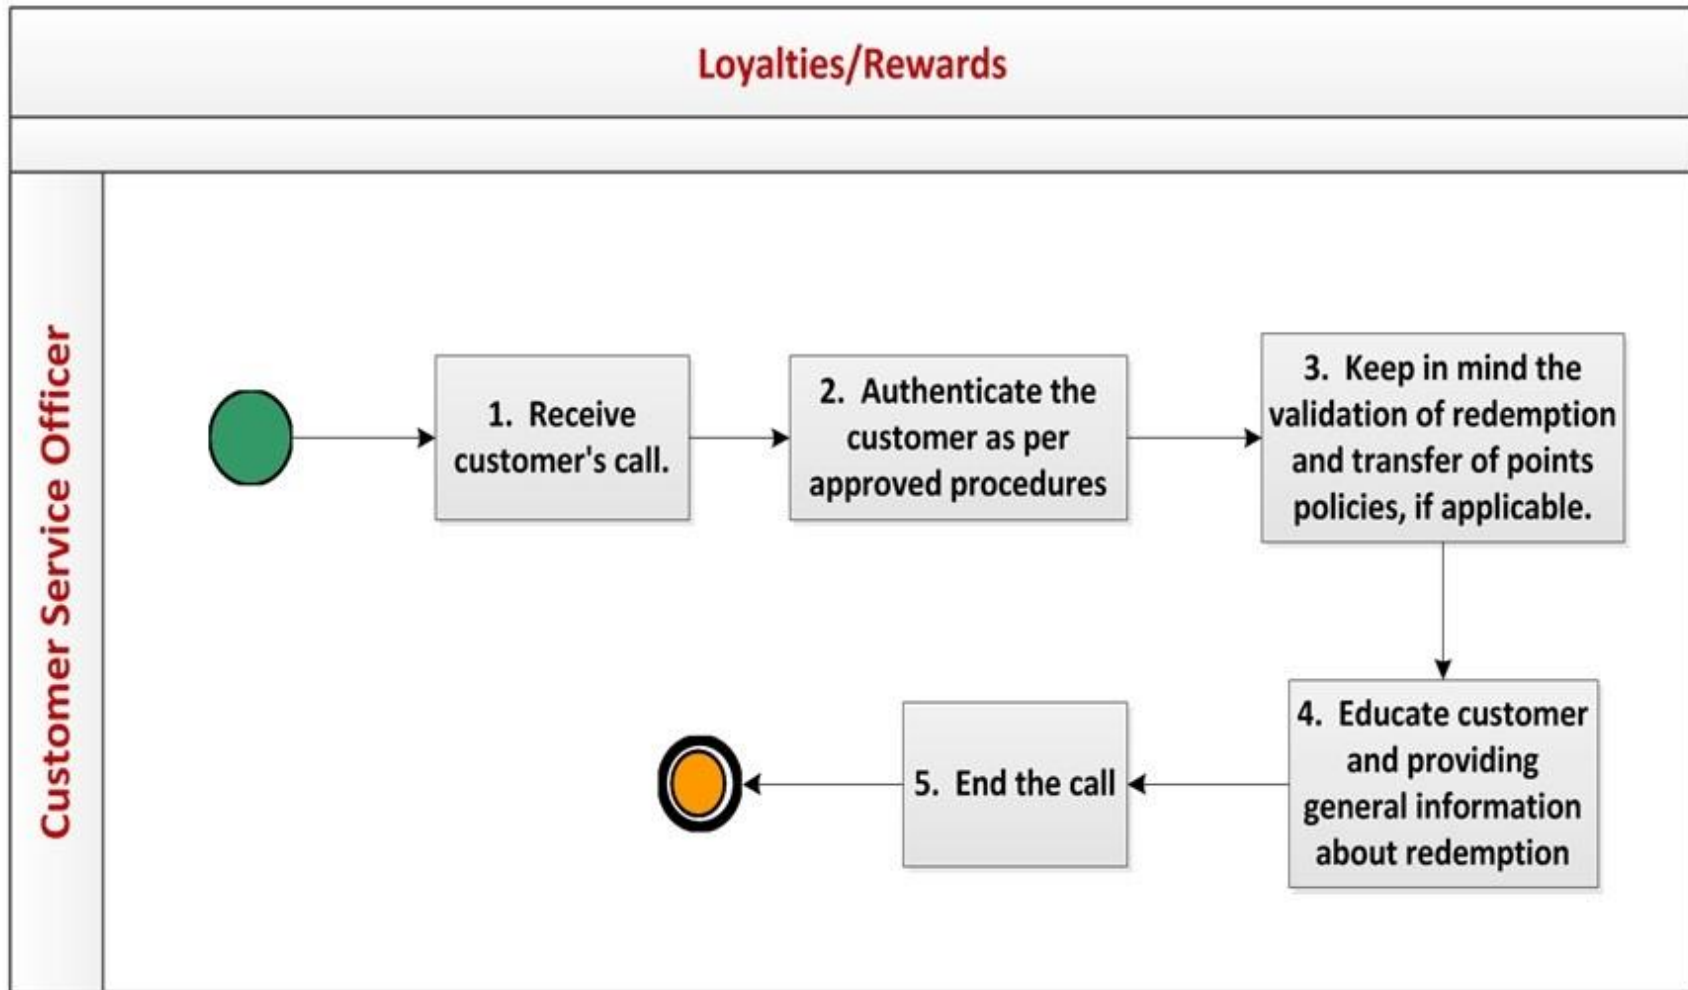 Loyalties/Rewards
Customer Service Officer
1. Receive
customer's call.
2. Authenticate the
customer as per
approved procedures
3. Keep in mind the
validation of redemption
and transfer of points
policies, if applicable.
4. Educate customer
and providing
general information
about redemption
5. End the call